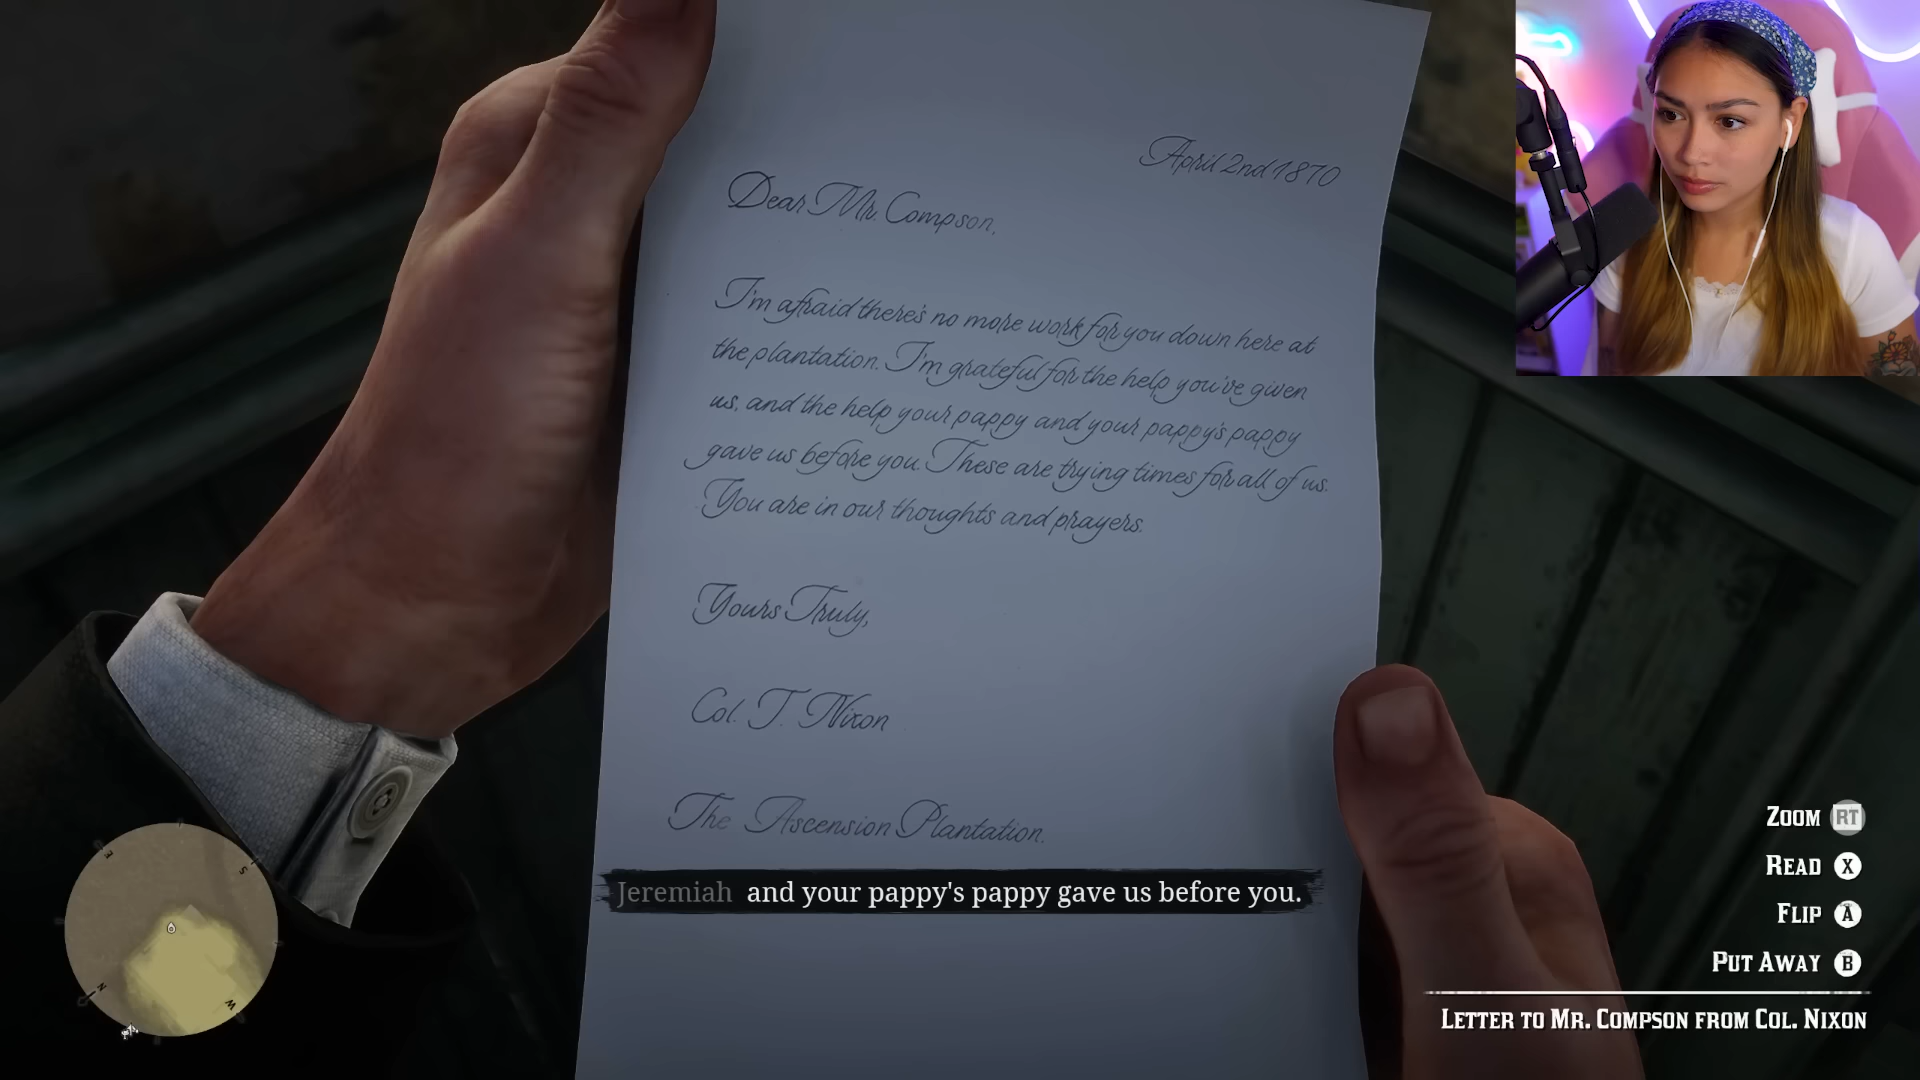 April 2nd 1870
Dear Mr. Compson,
I'm afraid there's no more work for you down here at
the plantation. I'm grateful for the help you've given
us, and the help your pappy and your pappy's pappy
gave us before you. These are trying times for all of us.
You are in our thoughts and prayers.
Yours Truly,
Col. T. Nixon
The Ascension Plantation.
Jeremiah and your pappy's pappy gave us before you.
ZOOM RT
READ X
FLIP A
PUT AWAY B
LETTER TO MR. COMPSON FROM COL. NIXON
E
S
N
W